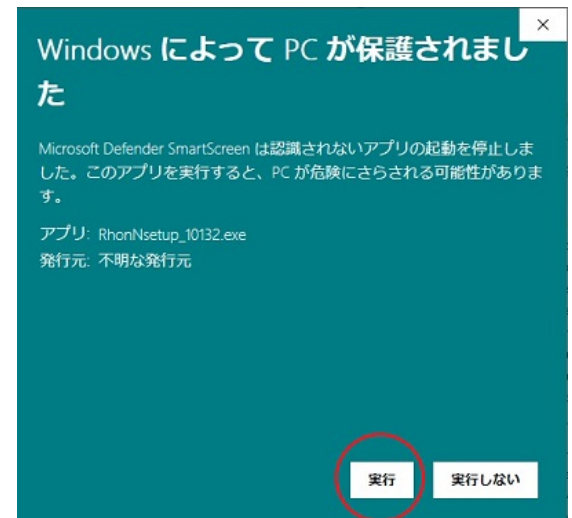 Windows によって PC が保護されまし
た
Microsoft Defender SmartScreen は認識されないアプリの起動を停止しま
した。このアプリを実行すると、PC が危険にさらされる可能性がありま
す。
アプリ: RhonNsetup_10132.exe
発行元: 不明な発行元
実行
実行しない